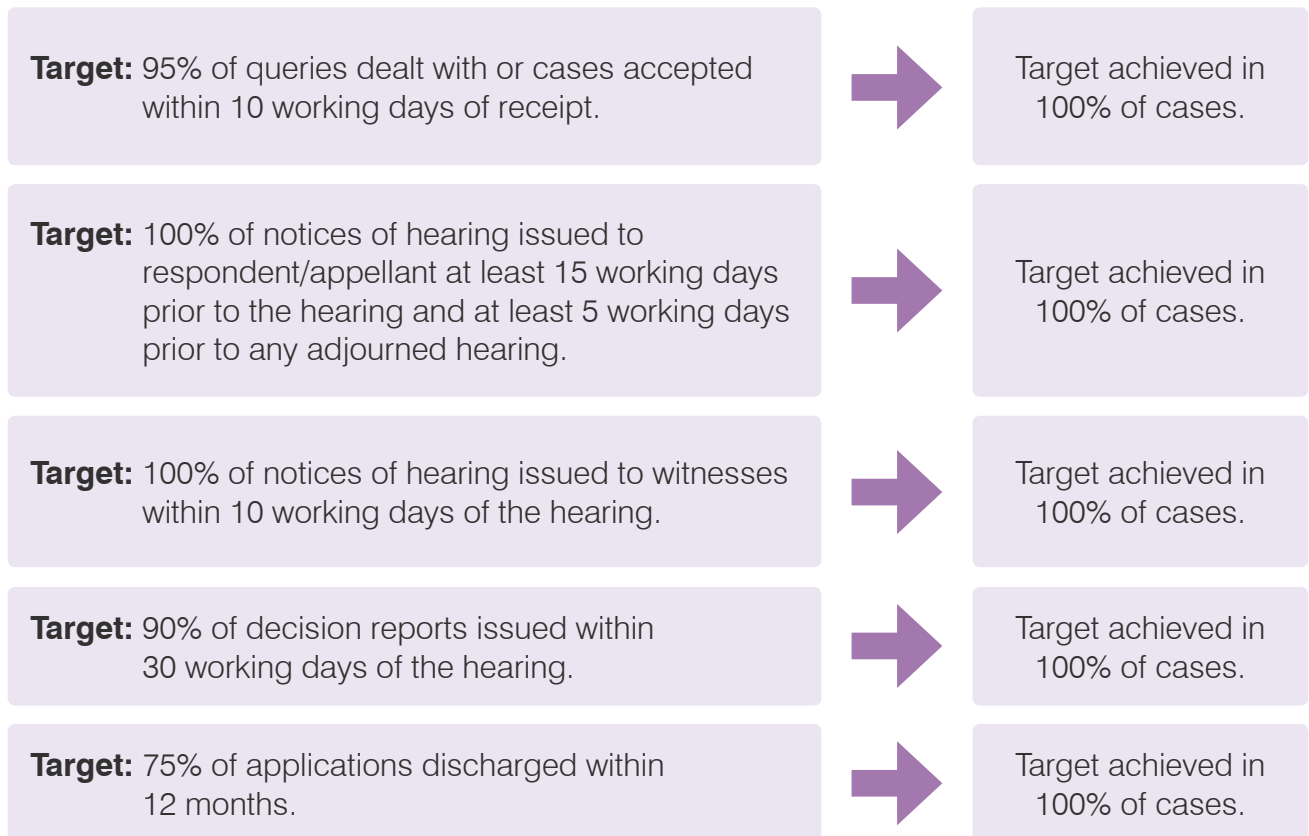 Target: 95% of queries dealt with or cases accepted
within 10 working days of receipt.
Target achieved in
100% of cases.
Target: 100% of notices of hearing issued to
respondent/appellant at least 15 working days
prior to the hearing and at least 5 working days
prior to any adjourned hearing.
Target achieved in
100% of cases.
Target: 100% of notices of hearing issued to witnesses
within 10 working days of the hearing.
Target achieved in
100% of cases.
Target: 90% of decision reports issued within
30 working days of the hearing.
Target achieved in
100% of cases.
Target: 75% of applications discharged within
12 months.
Target achieved in
100% of cases.